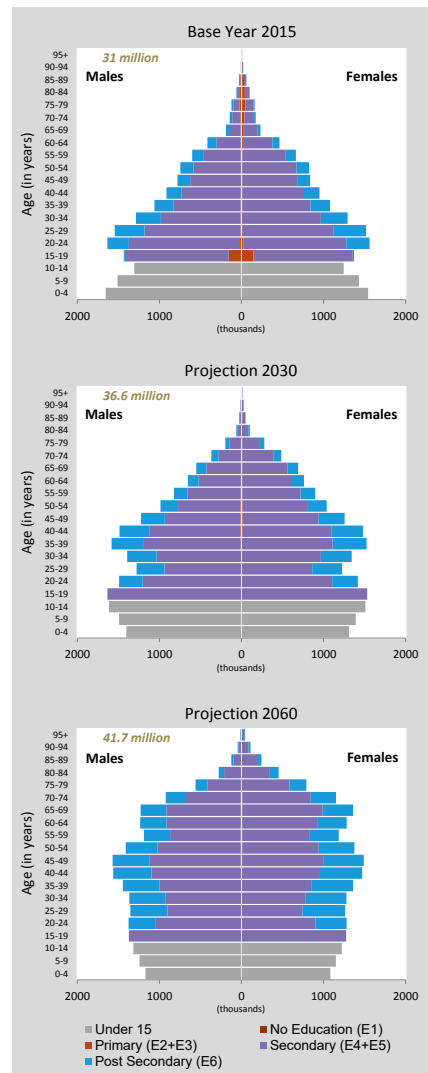 Base Year 2015
31 million
Males
Females
Age (in years)
95+
90-94
85-89
80-84
75-79
70-74
65-69
60-64
55-59
50-54
45-49
40-44
35-39
30-34
25-29
20-24
15-19
10-14
5-9
0-4
2000 1000 0 1000 2000
(thousands)
Projection 2030
36.6 million
Males
Females
Age (in years)
95+
90-94
85-89
80-84
75-79
70-74
65-69
60-64
55-59
50-54
45-49
40-44
35-39
30-34
25-29
20-24
15-19
10-14
5-9
0-4
2000 1000 0 1000 2000
(thousands)
Projection 2060
41.7 million
Males
Females
Age (in years)
95+
90-94
85-89
80-84
75-79
70-74
65-69
60-64
55-59
50-54
45-49
40-44
35-39
30-34
25-29
20-24
15-19
10-14
5-9
0-4
2000 1000 0 1000 2000
(thousands)
Under 15 No Education (E1)
Primary (E2+E3) Secondary (E4+E5)
Post Secondary (E6)